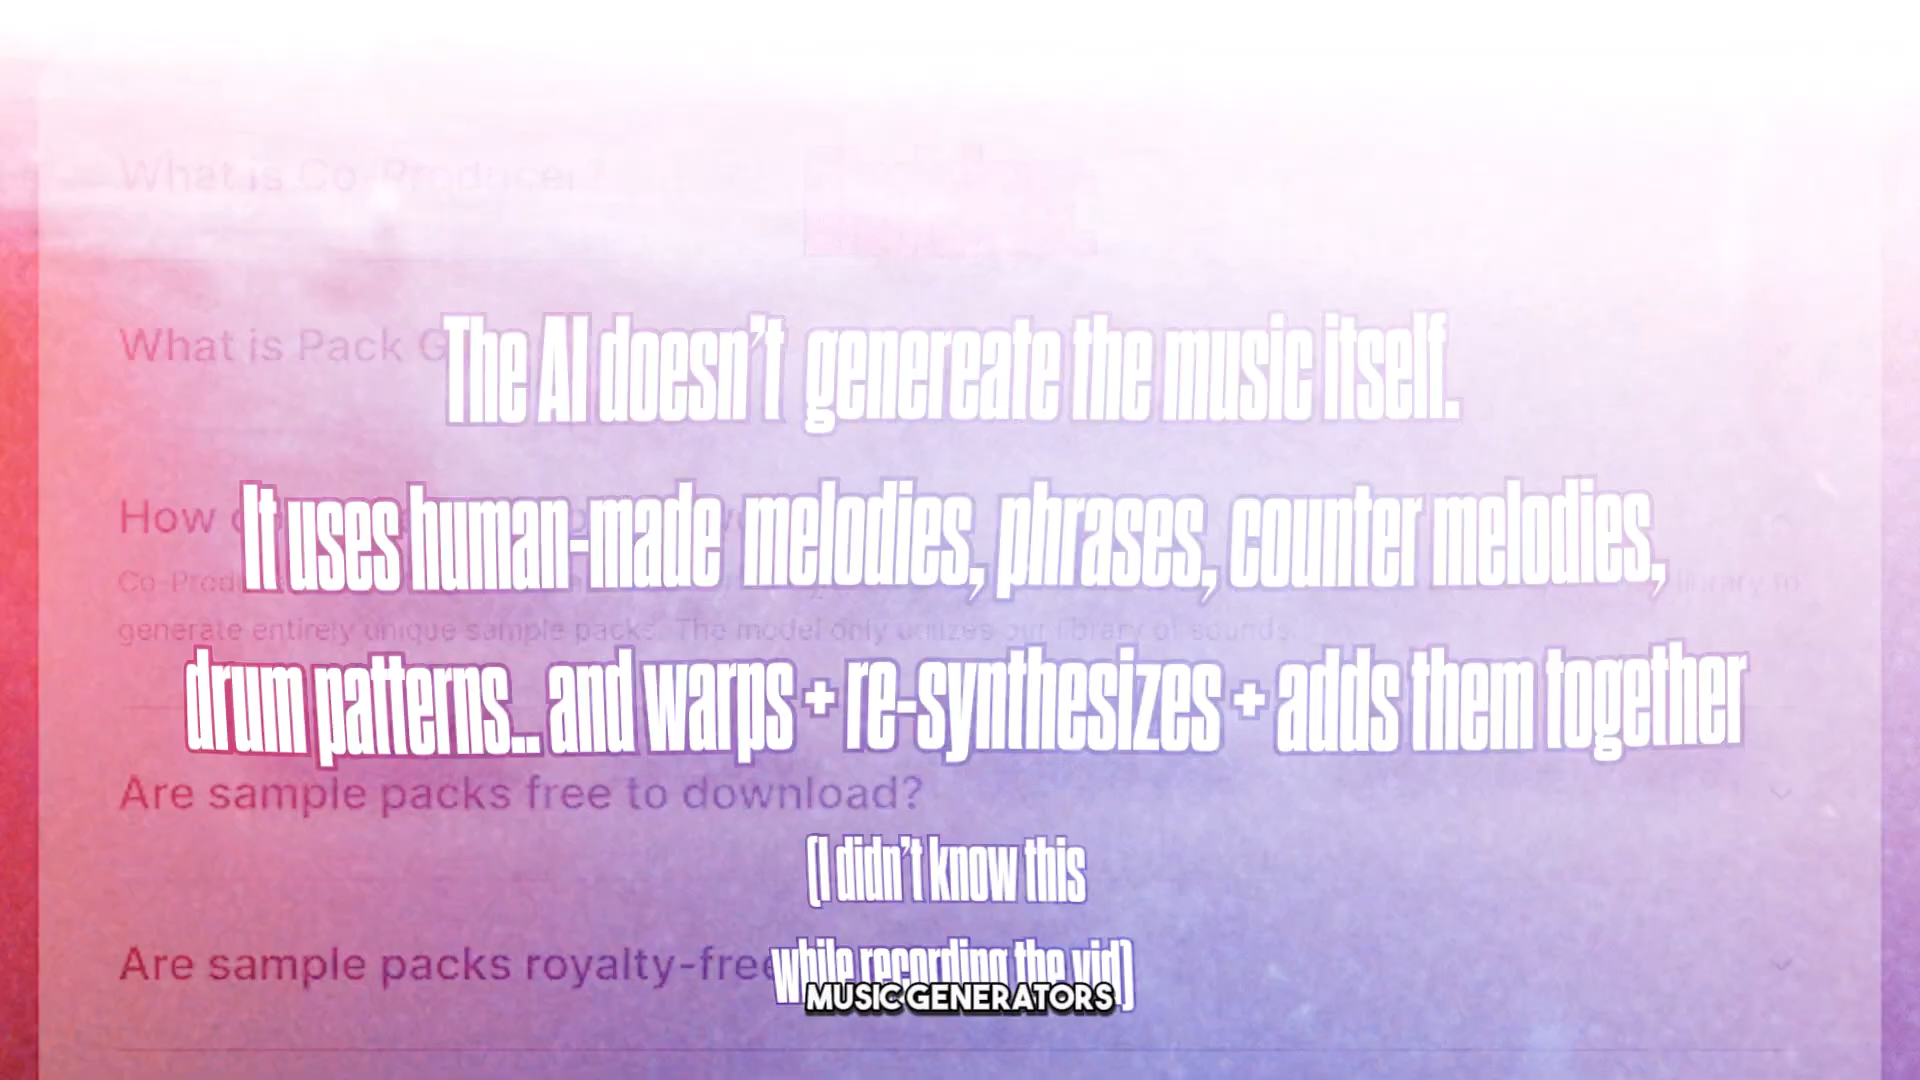 What is Co-Producer?
What is Pack G
The AI doesn't genereate the music itself.
How
It uses human-made melodies, phrases, counter melodies,
Co-Prod
library to
generate entirely unique sample packs. The model only utilizes our library of sounds.
drum patterns... and warps + re-synthesizes + adds them together
Are sample packs free to download?
(I didn't know this
Are sample packs royalty-free
while recording the vid)
MUSIC GENERATORS